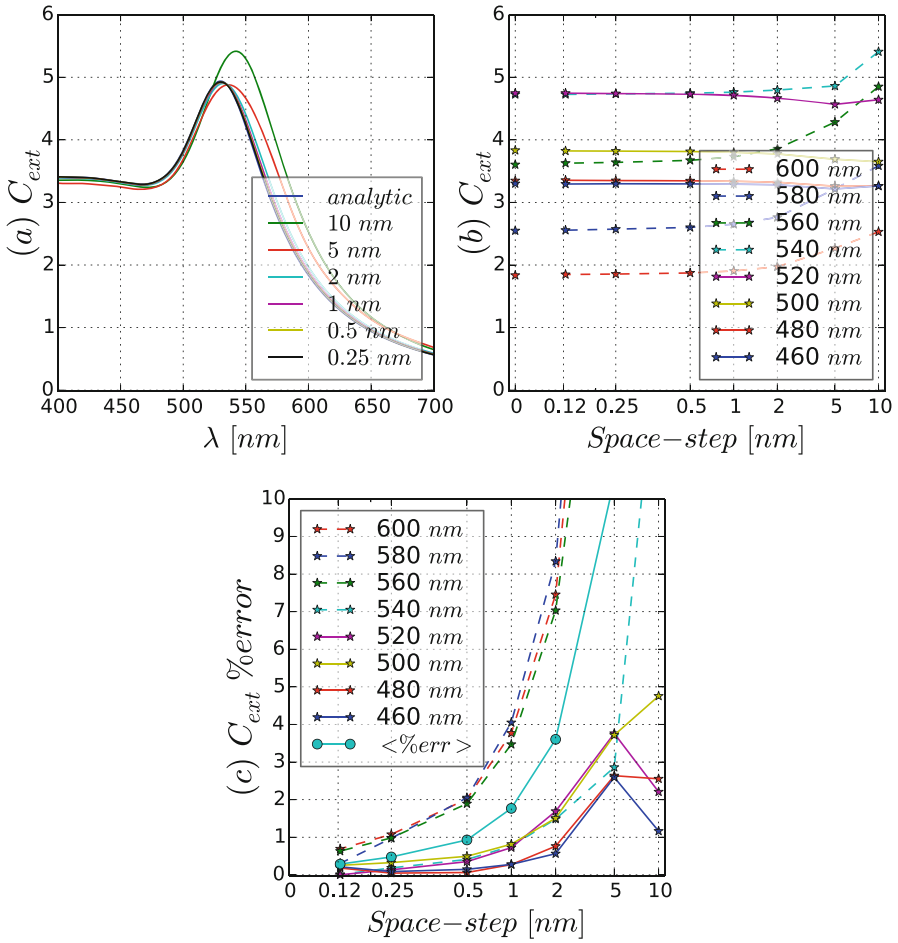 6
5
4
3
2
1
0
400 450 500 550 600 650 700
(a) C_ext
λ [nm]
analytic
10 nm
5 nm
2 nm
1 nm
0.5 nm
0.25 nm
6
5
4
3
2
1
0
0 0.12 0.25 0.5 1 2 5 10
(b) C_ext
Space−step [nm]
600 nm
580 nm
560 nm
540 nm
520 nm
500 nm
480 nm
460 nm
10
9
8
7
6
5
4
3
2
1
0
0 0.12 0.25 0.5 1 2 5 10
(c) C_ext %error
Space−step [nm]
600 nm
580 nm
560 nm
540 nm
520 nm
500 nm
480 nm
460 nm
<%err>